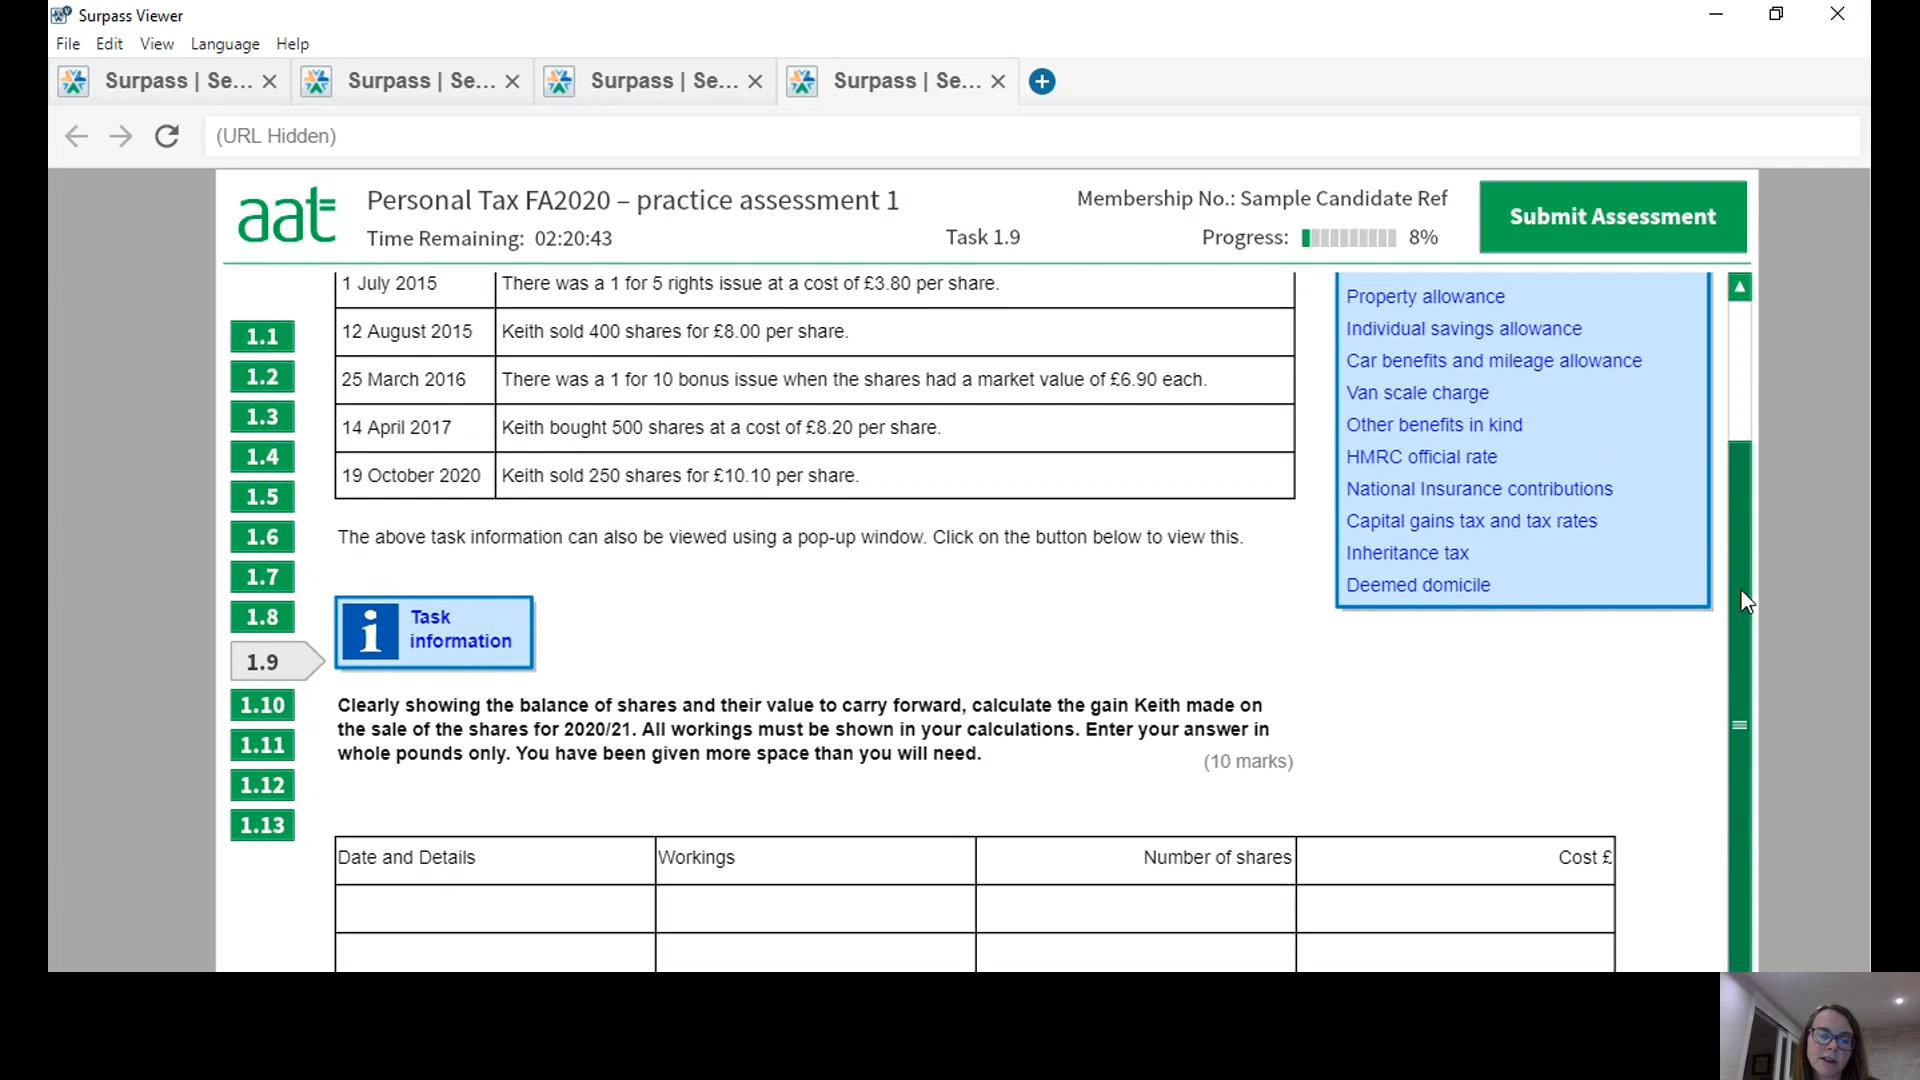 Surpass Viewer
File Edit View Language Help
Surpass | Se... Surpass | Se... Surpass | Se... Surpass | Se...
(URL Hidden)
aat
Personal Tax FA2020 – practice assessment 1
Membership No.: Sample Candidate Ref
Submit Assessment
Time Remaining: 02:20:43
Task 1.9
Progress: 8%
1.1
1.2
1.3
1.4
1.5
1.6
1.7
1.8
1.9
1.10
1.11
1.12
1.13
1 July 2015 There was a 1 for 5 rights issue at a cost of £3.80 per share.
12 August 2015 Keith sold 400 shares for £8.00 per share.
25 March 2016 There was a 1 for 10 bonus issue when the shares had a market value of £6.90 each.
14 April 2017 Keith bought 500 shares at a cost of £8.20 per share.
19 October 2020 Keith sold 250 shares for £10.10 per share.
Property allowance
Individual savings allowance
Car benefits and mileage allowance
Van scale charge
Other benefits in kind
HMRC official rate
National Insurance contributions
Capital gains tax and tax rates
Inheritance tax
Deemed domicile
The above task information can also be viewed using a pop-up window. Click on the button below to view this.
i
Task
information
Clearly showing the balance of shares and their value to carry forward, calculate the gain Keith made on
the sale of the shares for 2020/21. All workings must be shown in your calculations. Enter your answer in
whole pounds only. You have been given more space than you will need.
(10 marks)
Date and Details Workings Number of shares Cost £